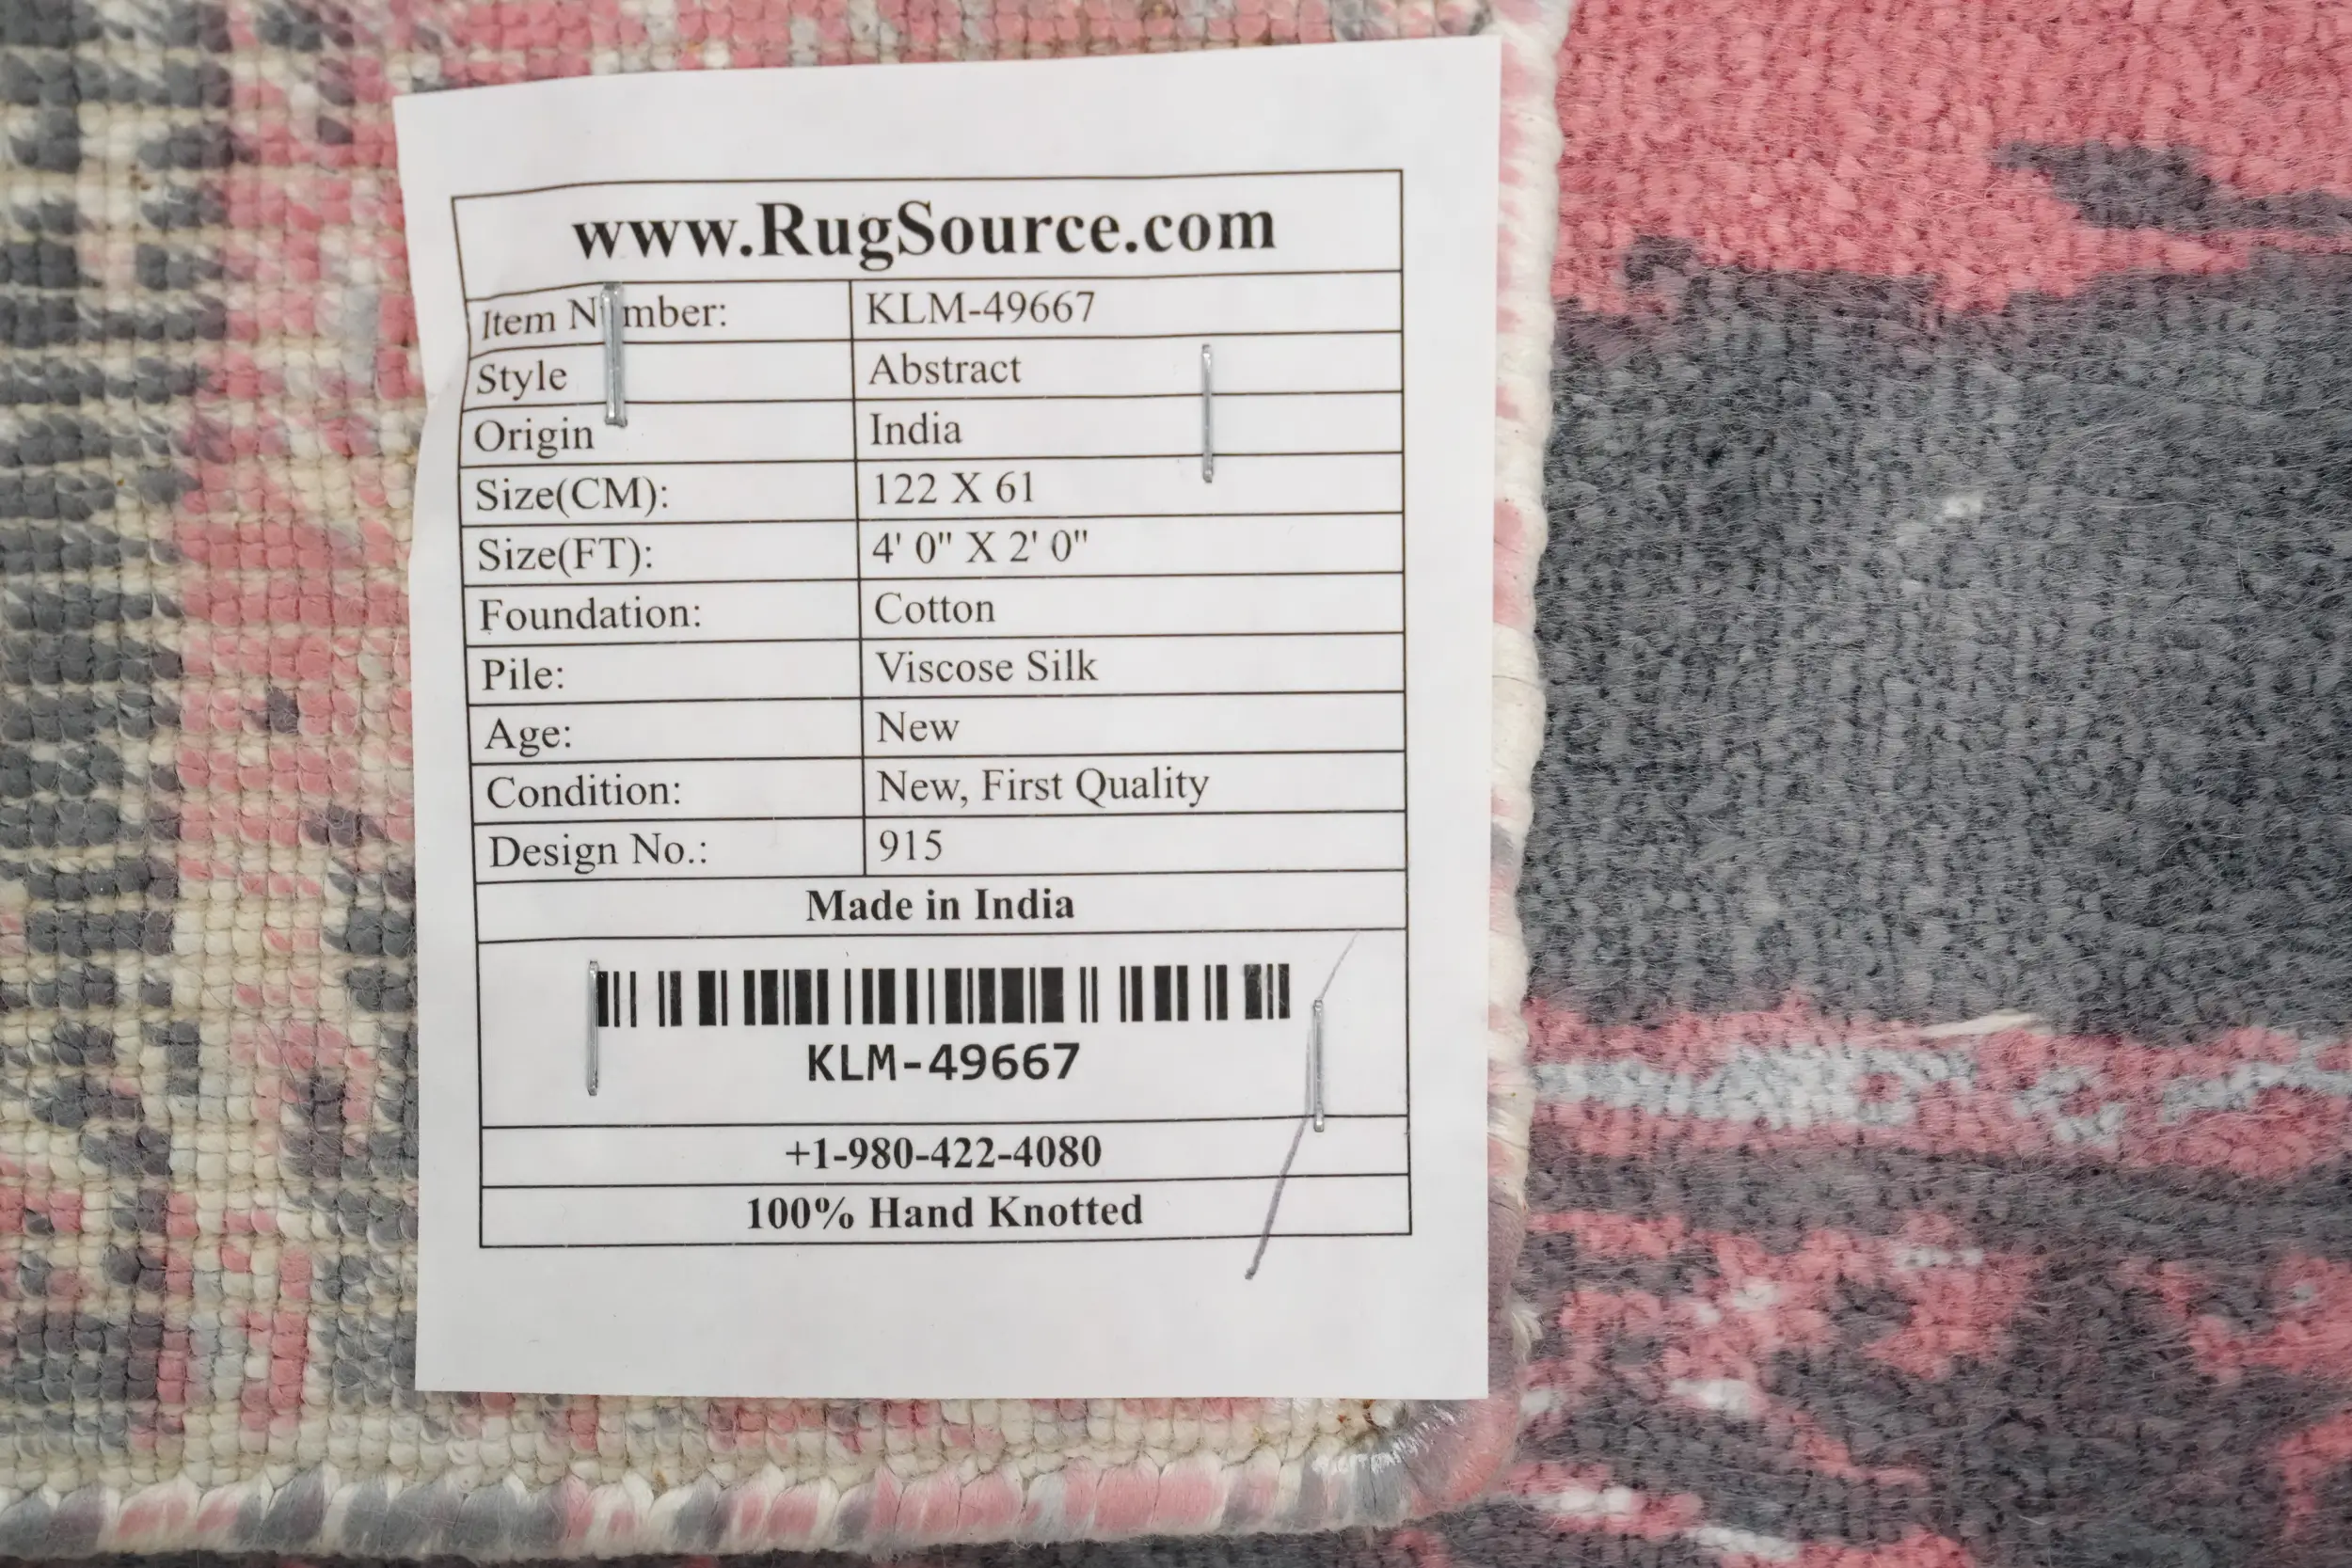 www.RugSource.com
Item Number: KLM-49667
Style Abstract
Origin India
Size(CM): 122 X 61
Size(FT): 4' 0" X 2' 0"
Foundation: Cotton
Pile: Viscose Silk
Age: New
Condition: New, First Quality
Design No.: 915
Made in India
KLM-49667
+1-980-422-4080
100% Hand Knotted